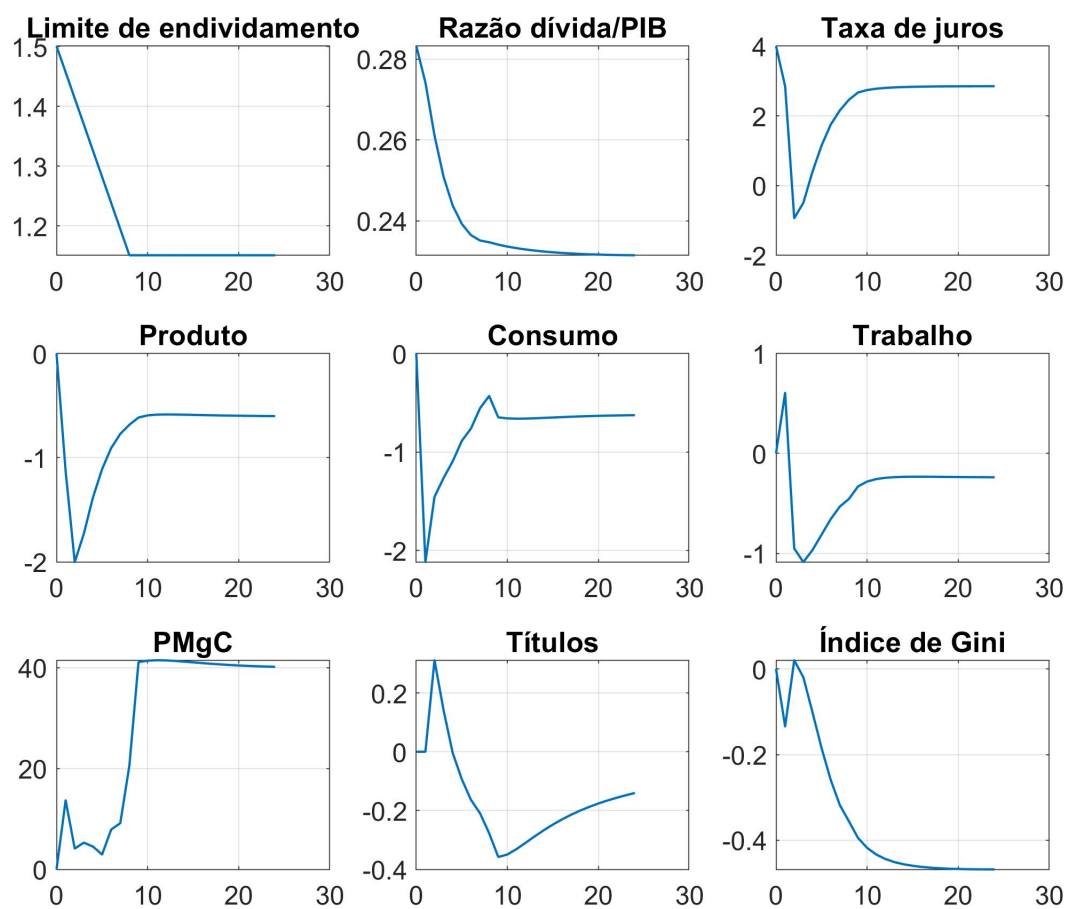 Limite de endividamento
1.5
1.4
1.3
1.2
0 10 20 30
Razão dívida/PIB
0.28
0.26
0.24
0 10 20 30
Taxa de juros
4
2
0
-2
0 10 20 30
Produto
0
-1
-2
0 10 20 30
Consumo
0
-1
-2
0 10 20 30
Trabalho
1
0
-1
0 10 20 30
PMgC
40
20
0
0 10 20 30
Títulos
0.2
0
-0.2
-0.4
0 10 20 30
Índice de Gini
0
-0.2
-0.4
0 10 20 30